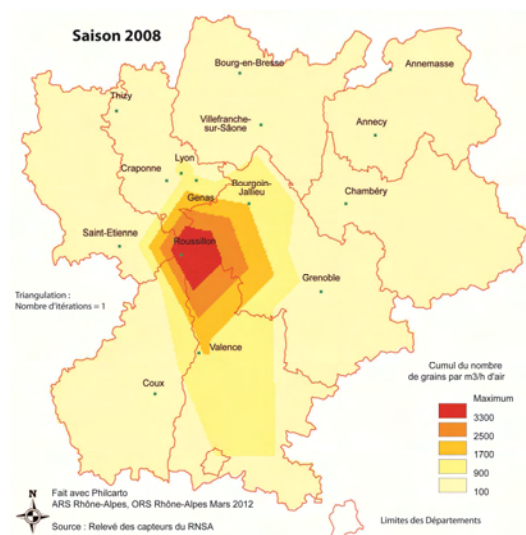 Saison 2008
Bourg-en-Bresse
Annemasse
Thizy
Villefranche-
sur-Sâone
Annecy
Lyon
Craponne
Bourgoin-
Jallieu
Genas
Chambéry
Saint-Etienne
Roussillon
Grenoble
Triangulation :
Nombre d'itérations = 1
Valence
Coux
Cumul du nombre
de grains par m3/h d'air
Maximum
3300
2500
1700
900
100
N
Fait avec Philcarto
ARS Rhône-Alpes, ORS Rhône-Alpes Mars 2012
Source : Relevé des capteurs du RNSA
Limites des Départements